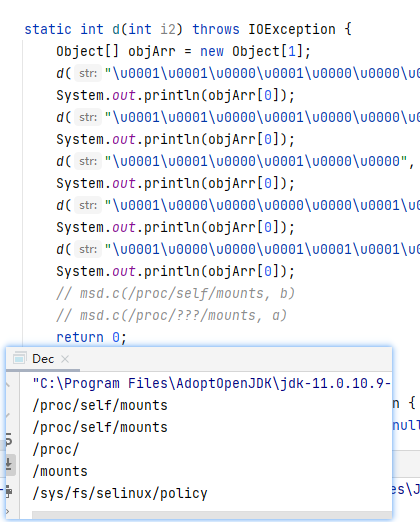 static int d(int i2) throws IOException {
Object[] objArr = new Object[1];
d( str: "\u0001\u0001\u0000\u0001\u0000\u0000\u0
System.out.println(objArr[0]);
d( str: "\u0001\u0001\u0000\u0001\u0000\u0000\u0
System.out.println(objArr[0]);
d( str: "\u0001\u0001\u0000\u0001\u0000\u0000",
System.out.println(objArr[0]);
d( str: "\u0000\u0000\u0000\u0000\u0001\u0001\u0
System.out.println(objArr[0]);
d( str: "\u0001\u0000\u0000\u0001\u0001\u0001\u0
System.out.println(objArr[0]);
// msd.c(/proc/self/mounts, b)
// msd.c(/proc/???/mounts, a)
return 0;
Dec
"C:\Program Files\AdoptOpenJDK\jdk-11.0.10.9-
/proc/self/mounts
/proc/self/mounts
/proc/
/mounts
/sys/fs/selinux/policy
n {
null
es\J